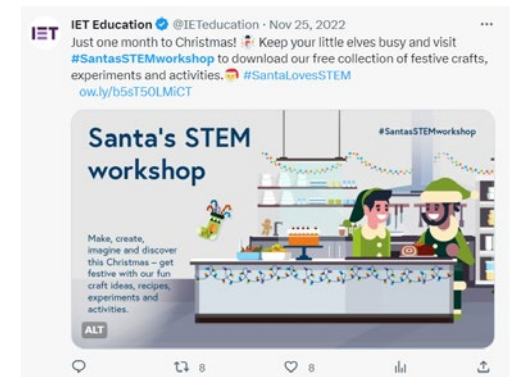 IET
IET Education @IETeducation · Nov 25, 2022
Just one month to Christmas! ☃️ Keep your little elves busy and visit
#SantasSTEMworkshop to download our free collection of festive crafts,
experiments and activities.🎅 #SantaLovesSTEM
ow.ly/b5sT50LMiCT
Santa's STEM
workshop
#SantasSTEMworkshop
Make, create,
imagine and discover
this Christmas – get
festive with our fun
craft ideas, recipes,
experiments and
activities.
ALT
8
8